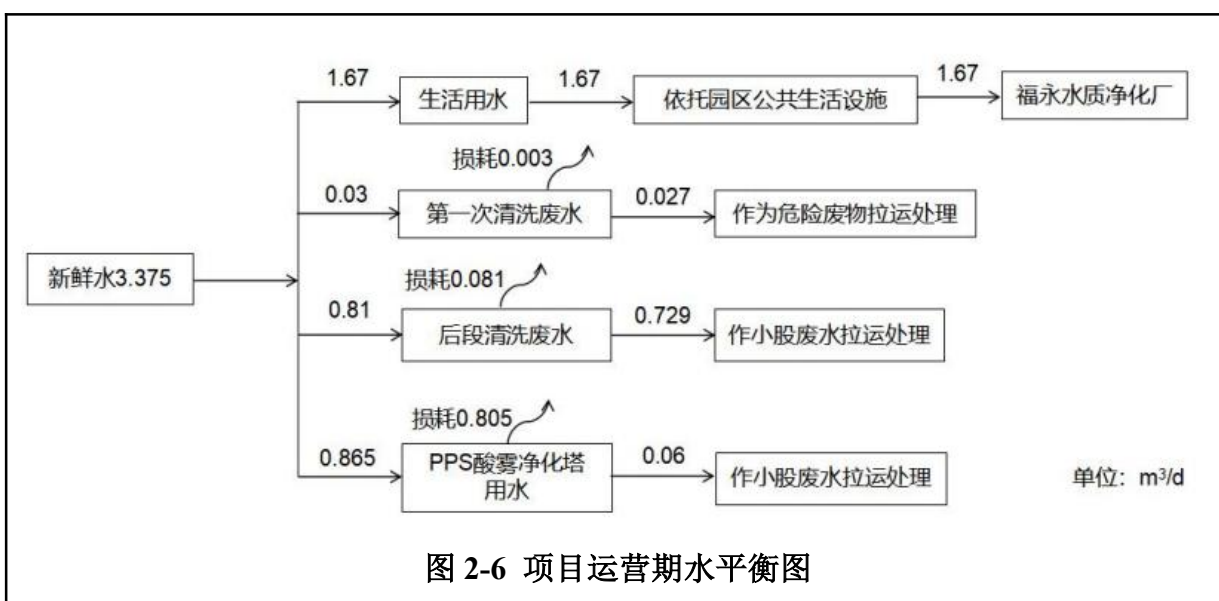 1.67
生活用水
1.67
依托园区公共生活设施
1.67
福永水质净化厂
损耗0.003
0.03
第一次清洗废水
0.027
作为危险废物拉运处理
新鲜水3.375
损耗0.081
0.81
后段清洗废水
0.729
作小股废水拉运处理
损耗0.805
0.865
PPS酸雾净化塔
用水
0.06
作小股废水拉运处理
单位：m³/d
图 2-6 项目运营期水平衡图